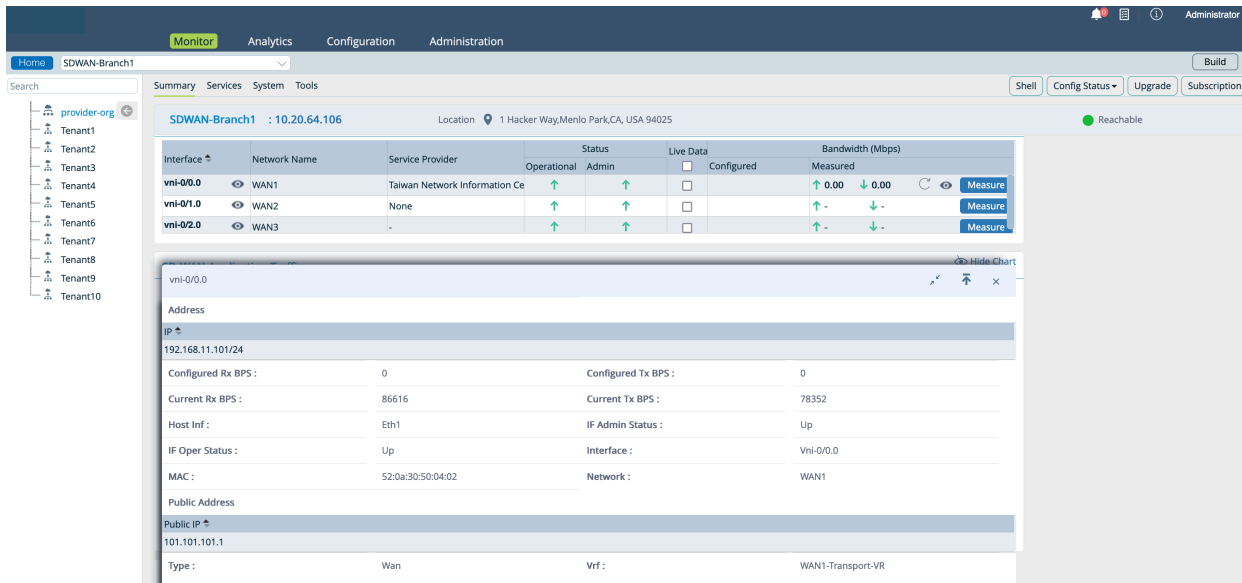 0
Administrator
Monitor Analytics Configuration Administration
Home SDWAN-Branch1 Build
Search Summary Services System Tools Shell Config Status Upgrade Subscription
provider-org
Tenant1
Tenant2
Tenant3
Tenant4
Tenant5
Tenant6
Tenant7
Tenant8
Tenant9
Tenant10
SDWAN-Branch1 : 10.20.64.106 Location 1 Hacker Way,Menlo Park,CA, USA 94025 Reachable
Interface Network Name Service Provider Status Live Data Bandwidth (Mbps)
Operational Admin Configured Measured
vni-0/0.0 WAN1 Taiwan Network Information Ce 0.00 0.00 Measure
vni-0/1.0 WAN2 None - - Measure
vni-0/2.0 WAN3 - - - Measure
Hide Chart
vni-0/0.0
Address
IP
192.168.11.101/24
Configured Rx BPS : 0 Configured Tx BPS : 0
Current Rx BPS : 86616 Current Tx BPS : 78352
Host Inf : Eth1 IF Admin Status : Up
IF Oper Status : Up Interface : Vni-0/0.0
MAC : 52:0a:30:50:04:02 Network : WAN1
Public Address
Public IP
101.101.101.1
Type : Wan Vrf : WAN1-Transport-VR